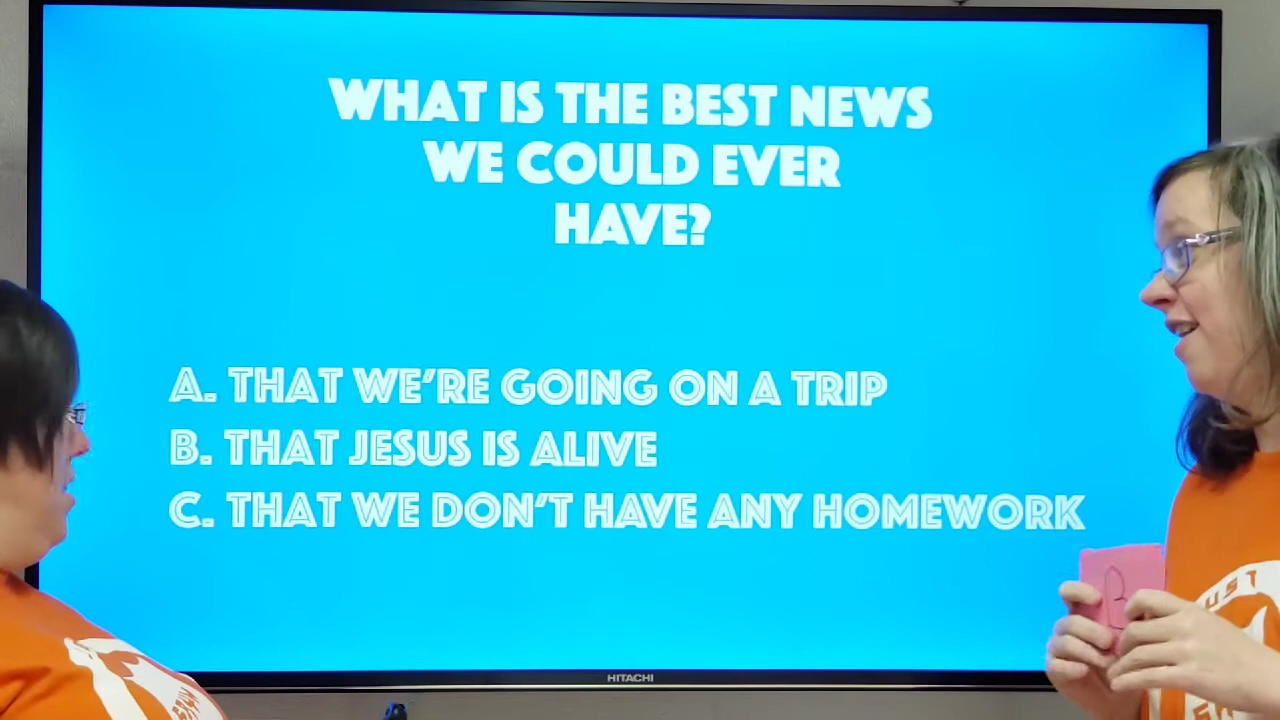 WHAT IS THE BEST NEWS
WE COULD EVER
HAVE?
A. THAT WE'RE GOING ON A TRIP
B. THAT JESUS IS ALIVE
C. THAT WE DON'T HAVE ANY HOMEWORK
B
HITACHI